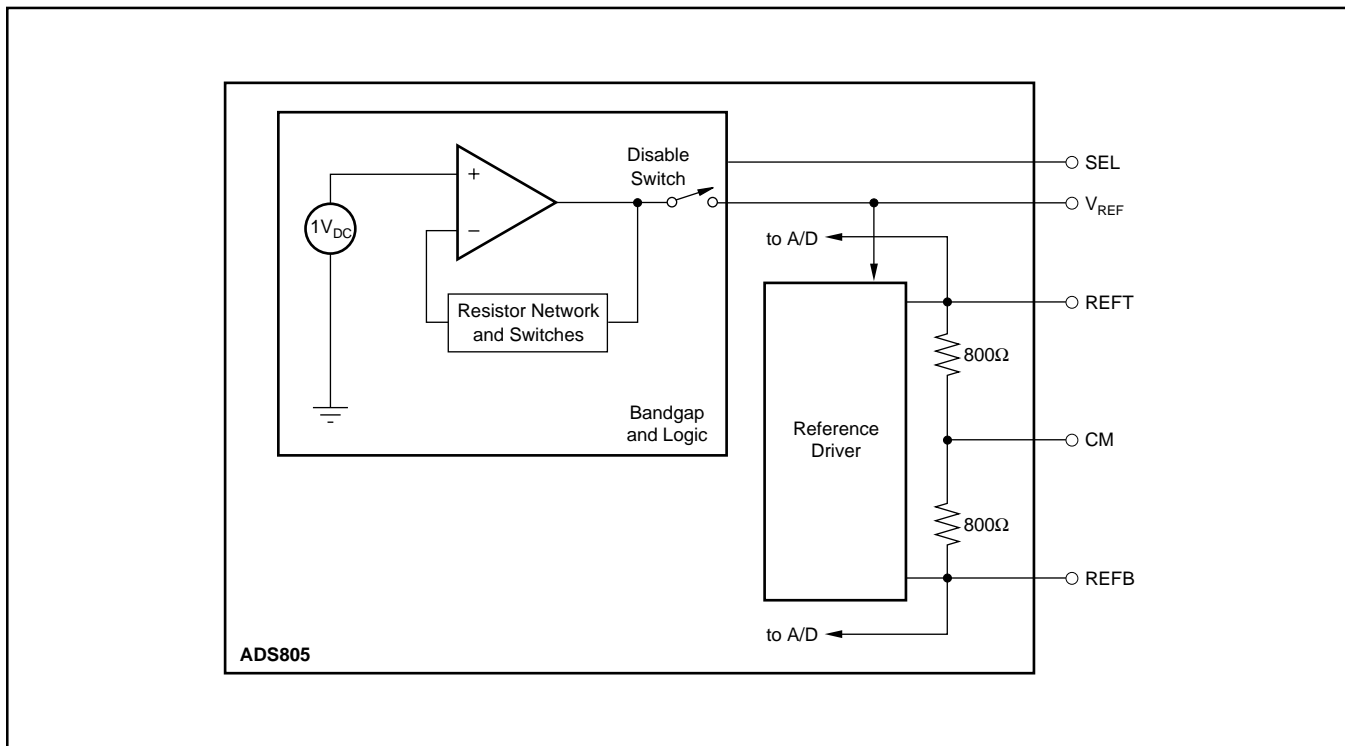 Disable
Switch
SEL
+
1V_DC
V_REF
−
to A/D
Resistor Network
and Switches
REFT
800Ω
Bandgap
and Logic
Reference
Driver
CM
800Ω
REFB
to A/D
ADS805